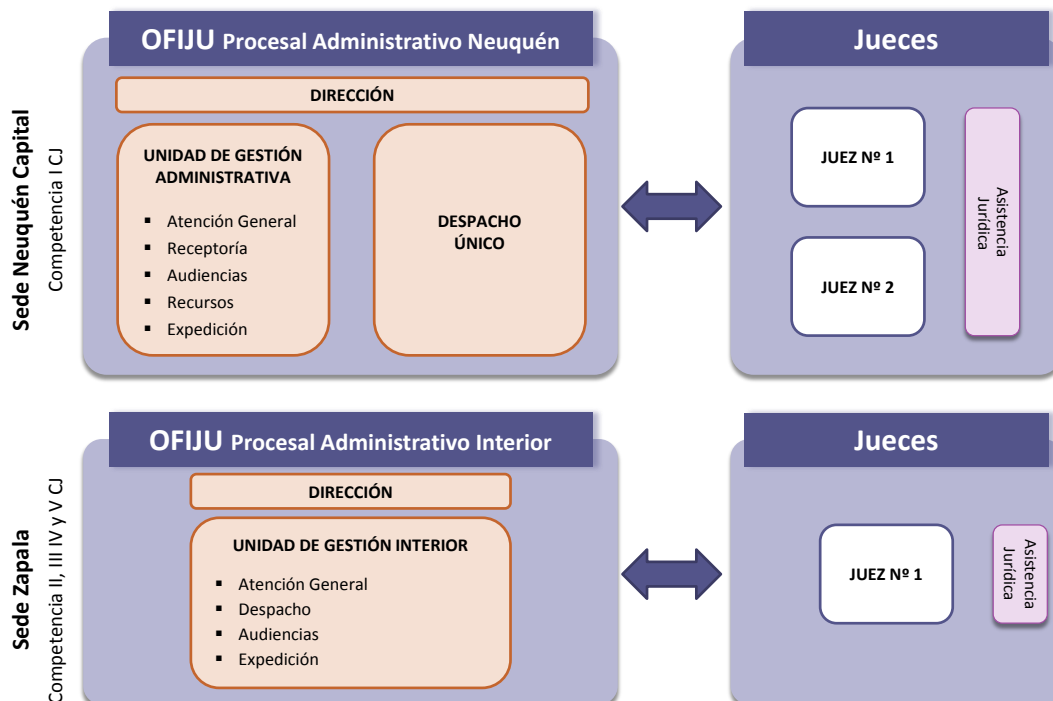 OFIJU Procesal Administrativo Neuquén
Jueces
Sede Neuquén Capital
Competencia I CJ
DIRECCIÓN
UNIDAD DE GESTIÓN
ADMINISTRATIVA
▪ Atención General
▪ Receptoría
▪ Audiencias
▪ Recursos
▪ Expedición
DESPACHO
ÚNICO
JUEZ Nº 1
JUEZ Nº 2
Asistencia
Jurídica
OFIJU Procesal Administrativo Interior
Jueces
Sede Zapala
Competencia II, III IV y V CJ
DIRECCIÓN
UNIDAD DE GESTIÓN INTERIOR
▪ Atención General
▪ Despacho
▪ Audiencias
▪ Expedición
JUEZ Nº 1
Asistencia
Jurídica